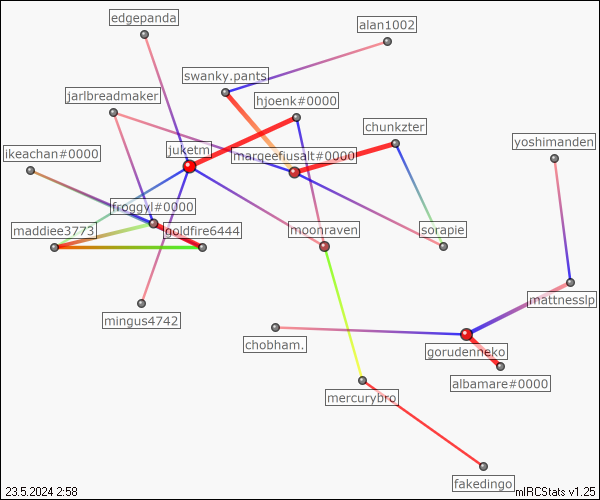 edgepanda
alan1002
swanky.pants
jarlbreadmaker
hjoenk#0000
chunkzter
yoshimanden
ikeachan#0000
juketm
marqeefiusalt#0000
froggyl#0000
maddiee3773
goldfire6444
moonraven
sorapie
mattnesslp
mingus4742
chobham.
gorudenneko
albamare#0000
mercurybro
fakedingo
23.5.2024 2:58
mIRCStats v1.25